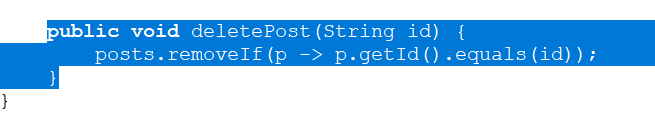 public void deletePost(String id) {
posts.removeIf(p -> p.getId().equals(id));
}
}